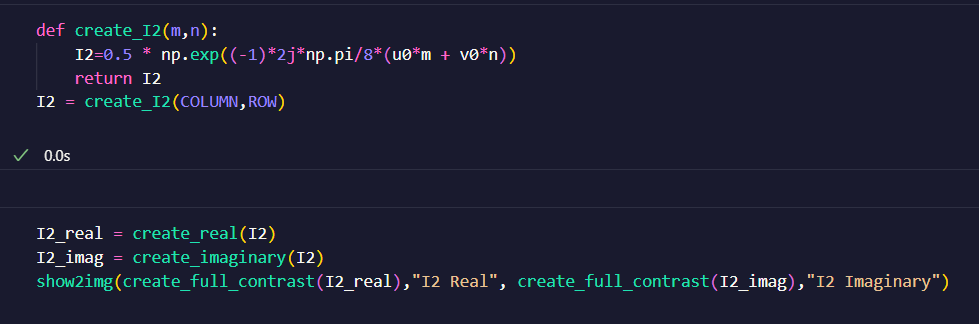 def create_I2(m,n):
    I2=0.5 * np.exp((-1)*2j*np.pi/8*(u0*m + v0*n))
    return I2
I2 = create_I2(COLUMN,ROW)
✓ 0.0s
I2_real = create_real(I2)
I2_imag = create_imaginary(I2)
show2img(create_full_contrast(I2_real),"I2 Real", create_full_contrast(I2_imag),"I2 Imaginary")